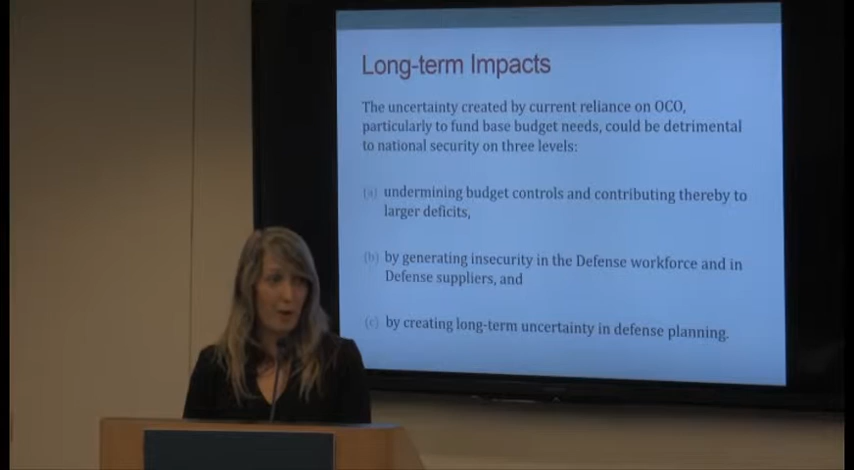 Long-term Impacts
The uncertainty created by current reliance on OCO,
particularly to fund base budget needs, could be detrimental
to national security on three levels:
(a) undermining budget controls and contributing thereby to
larger deficits,
(b) by generating insecurity in the Defense workforce and in
Defense suppliers, and
(c) by creating long-term uncertainty in defense planning.